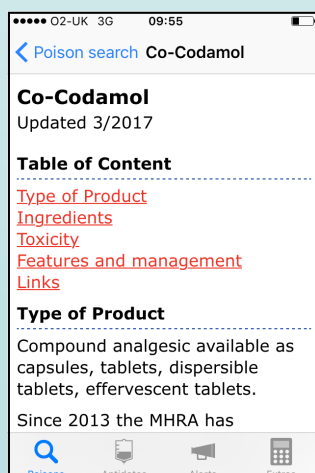 O2-UK 3G 09:55
Poison search Co-Codamol
Co-Codamol
Updated 3/2017
Table of Content
Type of Product
Ingredients
Toxicity
Features and management
Links
Type of Product
Compound analgesic available as
capsules, tablets, dispersible
tablets, effervescent tablets.
Since 2013 the MHRA has